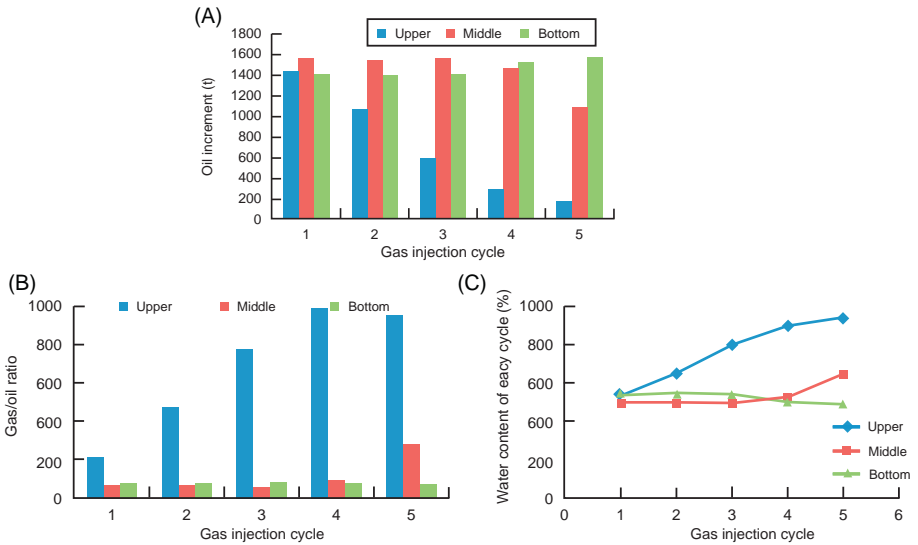 (A)
Upper Middle Bottom
1800
1600
1400
1200
1000
800
600
400
200
0
Oil increment (t)
1 2 3 4 5
Gas injection cycle
(B)
Upper Middle Bottom
1000
800
600
400
200
0
Gas/oil ratio
1 2 3 4 5
Gas injection cycle
(C)
1000
800
600
400
200
0
Water content of eacy cycle (%)
Upper
Middle
Bottom
0 1 2 3 4 5 6
Gas injection cycle